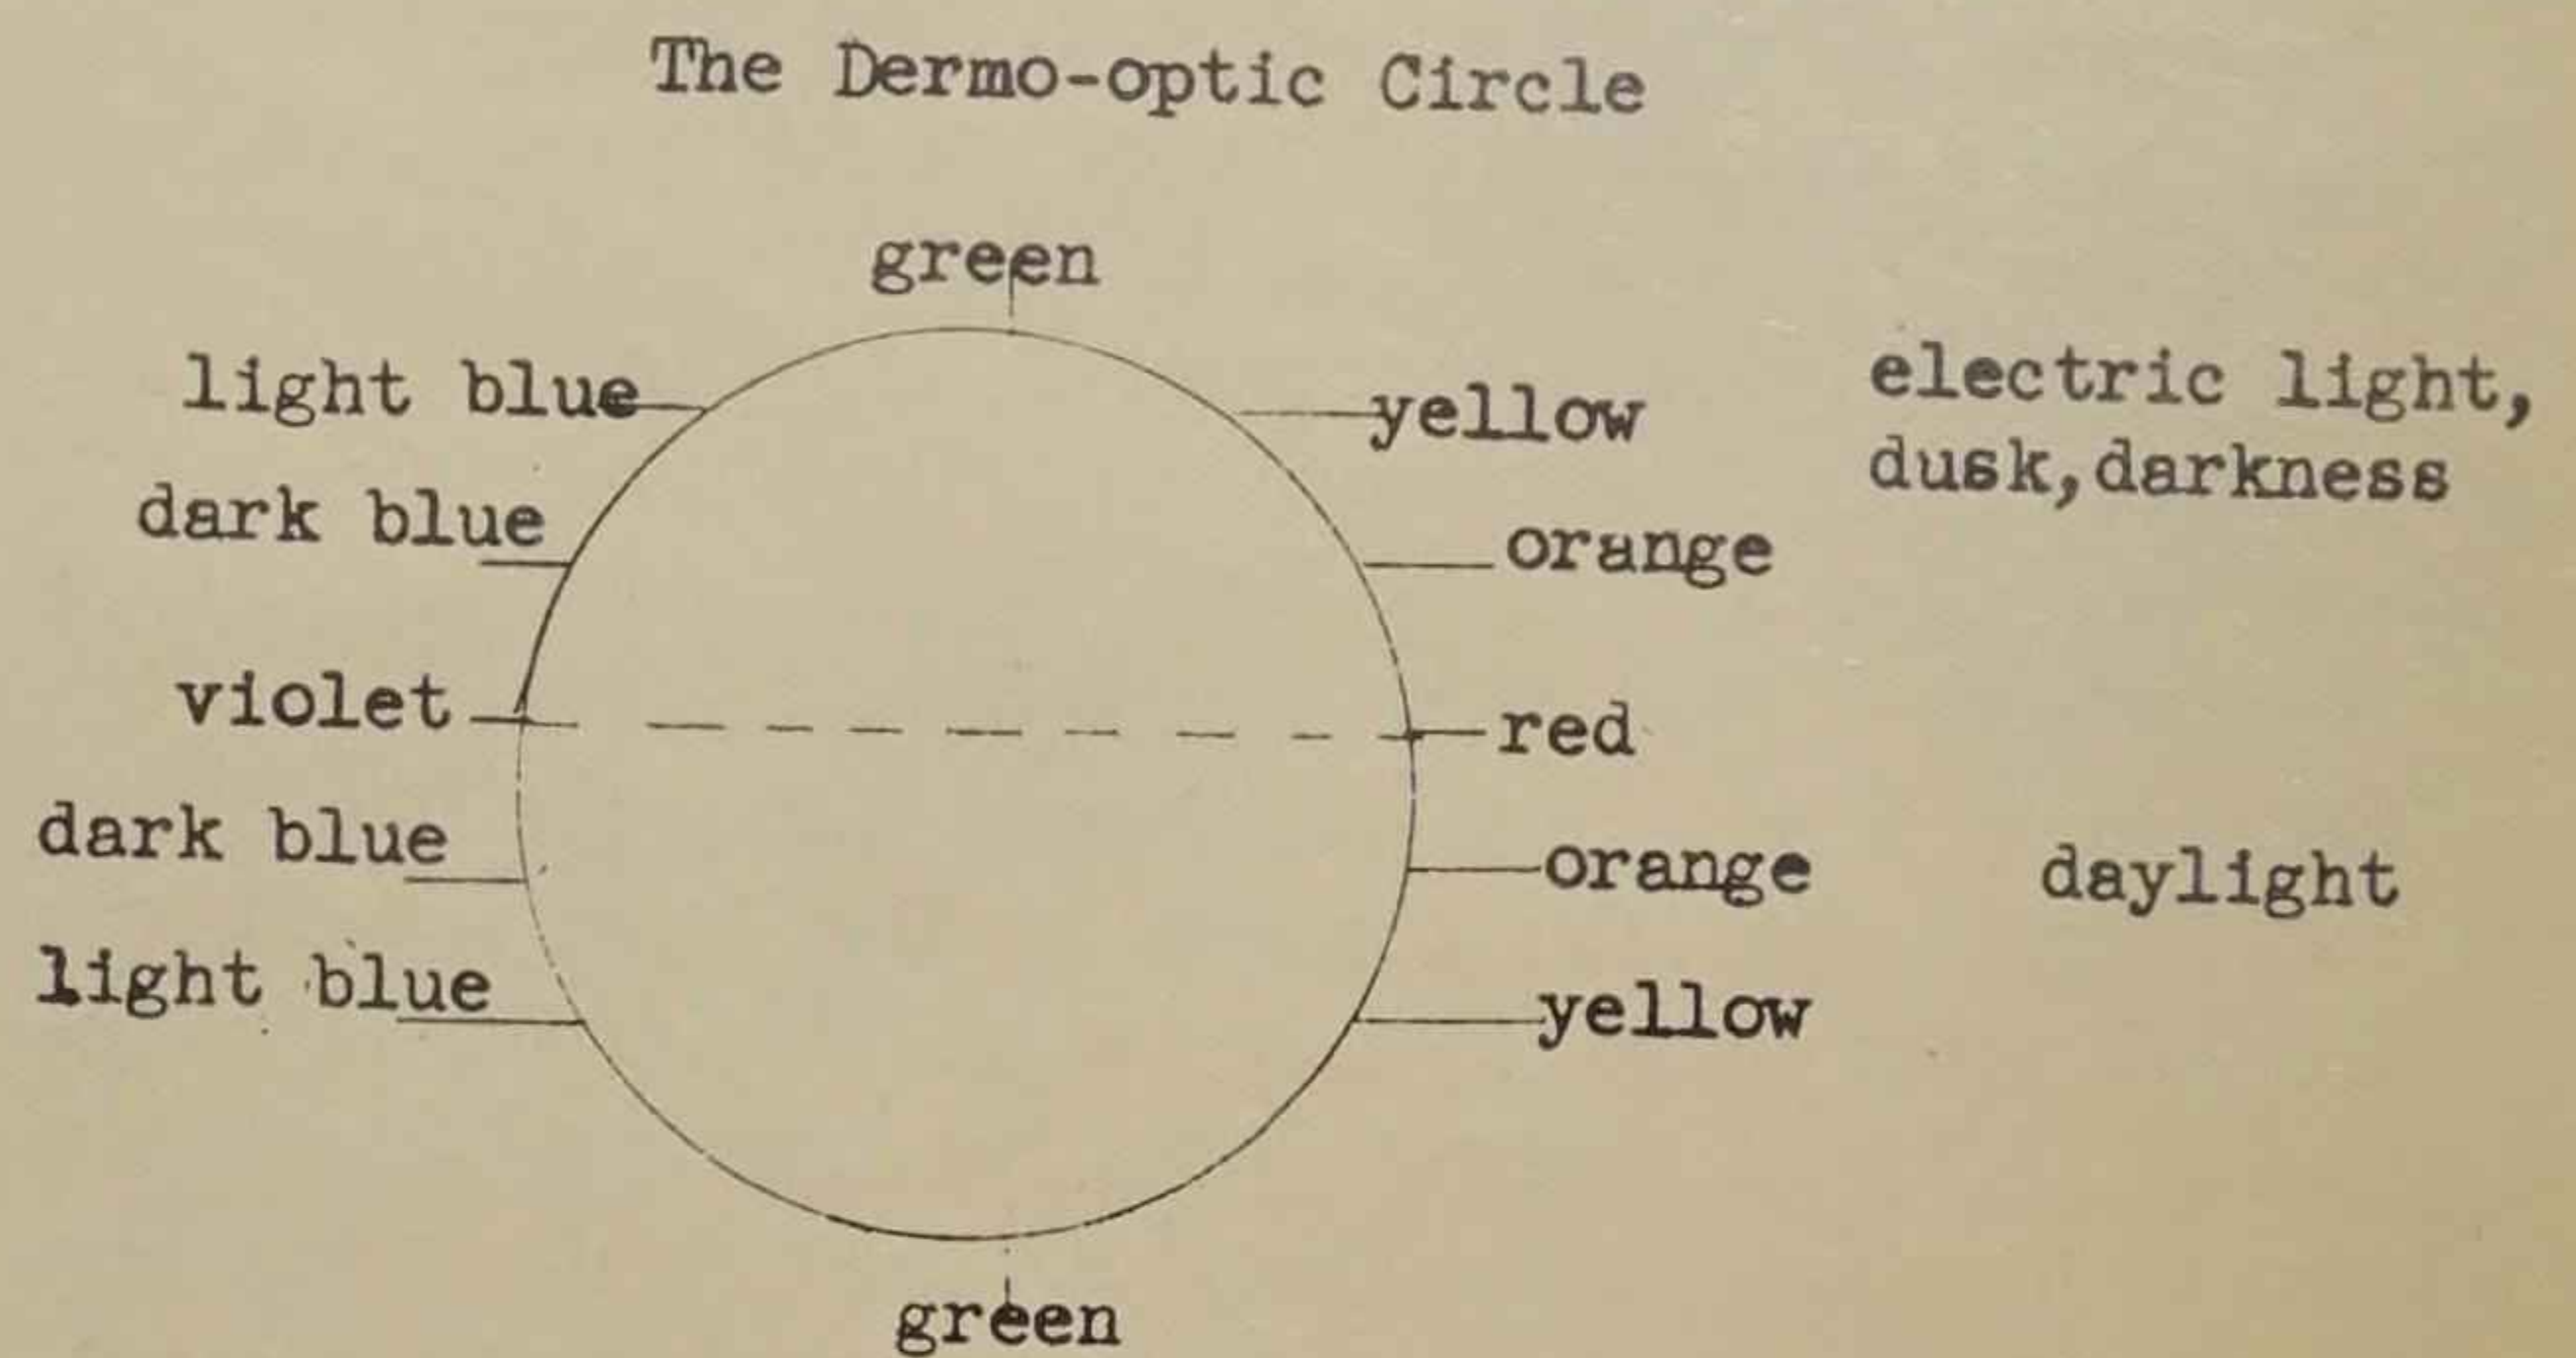 The Dermo-optic Circle
green
light blue
yellow
electric light,
dusk, darkness
dark blue
orange
violet
red
dark blue
orange
daylight
light blue
yellow
green